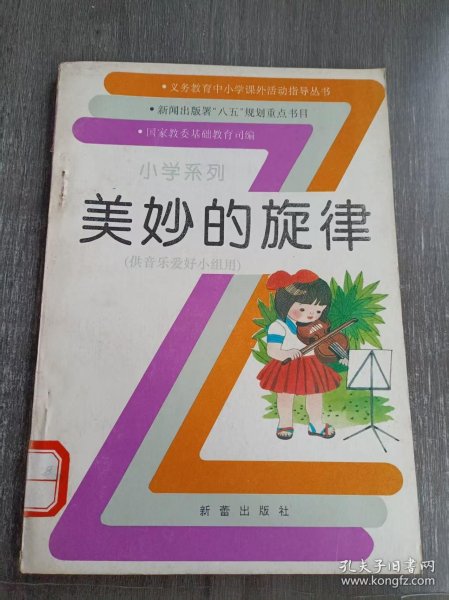 ·义务教育中小学课外活动指导丛书
·新闻出版署“八五”规划重点书目
·国家教委基础教育司编
小学系列
美妙的旋律
(供音乐爱好小组用)
新蕾出版社
孔夫子旧书网
www.kongfz.com